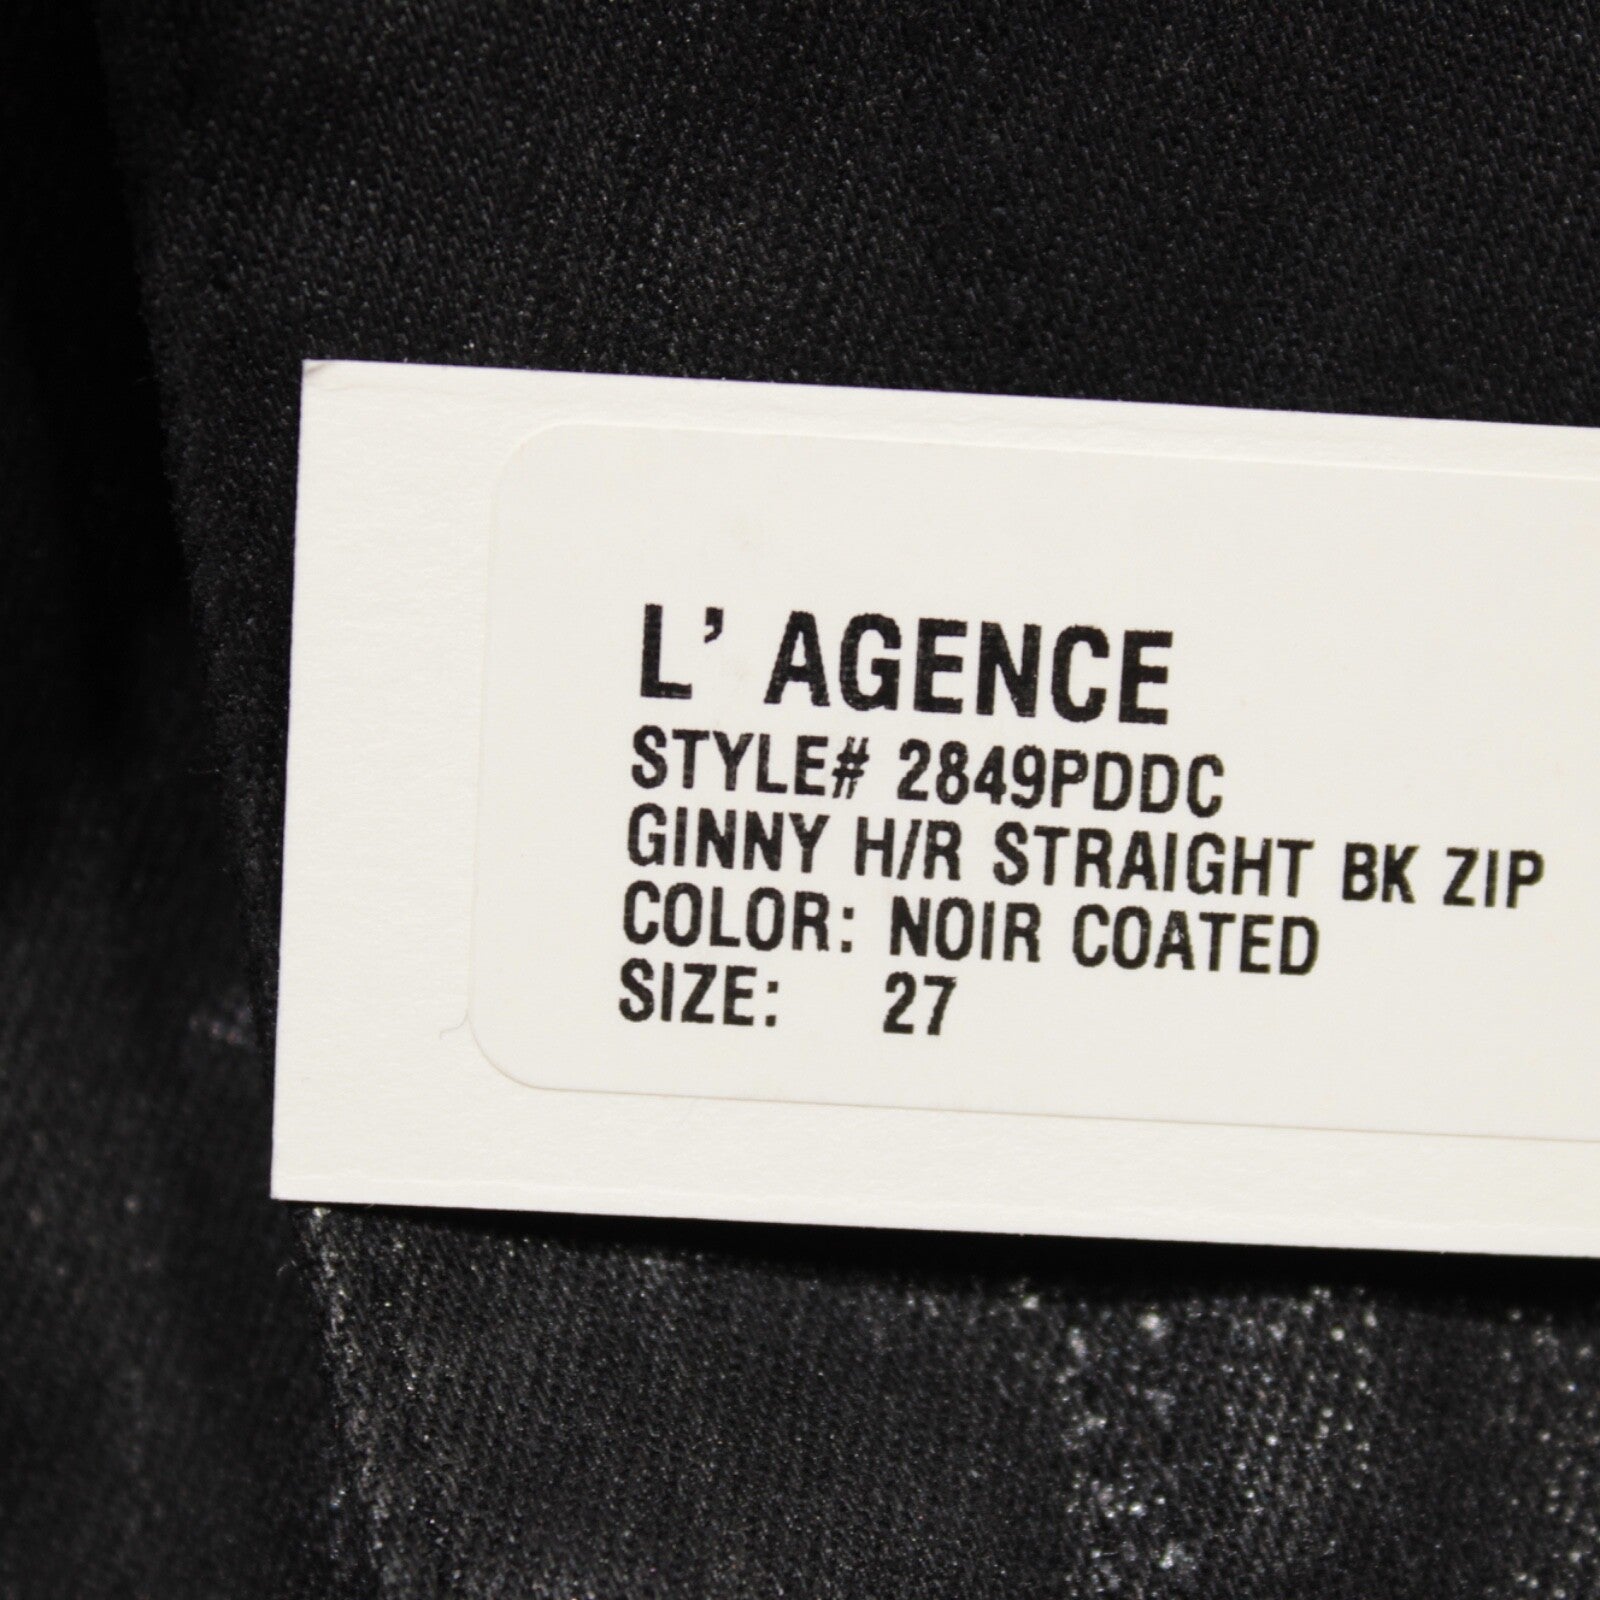 L' AGENCE
STYLE# 2849PDDC
GINNY H/R STRAIGHT BK ZIP
COLOR: NOIR COATED
SIZE: 27